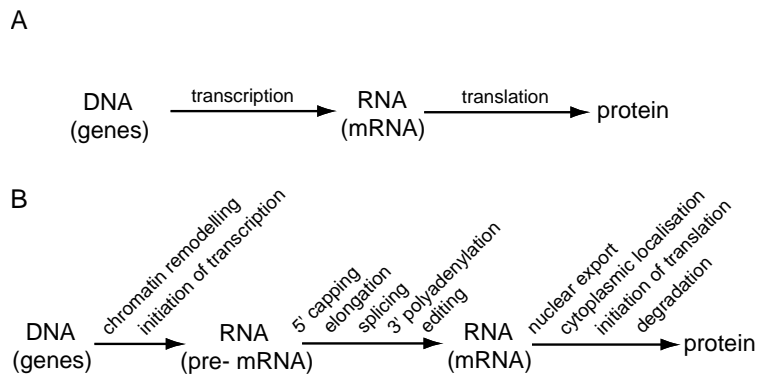 A
DNA
(genes)
transcription
RNA
(mRNA)
translation
protein
B
DNA
(genes)
chromatin remodelling
initiation of transcription
RNA
(pre- mRNA)
5' capping
elongation
splicing
3' polyadenylation
editing
RNA
(mRNA)
nuclear export
cytoplasmic localisation
initiation of translation
degradation
protein